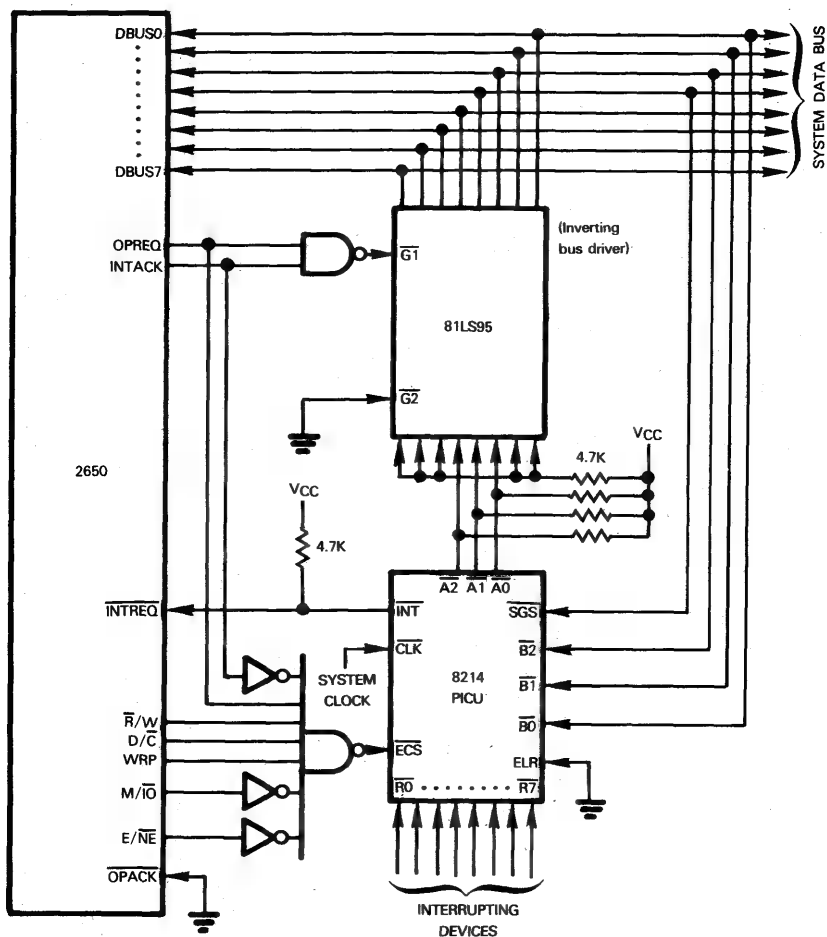 DBUS0
DBUS7
SYSTEM DATA BUS
OPREQ
INTACK
G1
(Inverting
bus driver)
81LS95
G2
2650
VCC
4.7K
VCC
4.7K
A2 A1 A0
INTREQ
INT
SGS
CLK
SYSTEM
CLOCK
8214
PICU
B2
B1
B0
R/W
D/C
WRP
ECS
ELR
M/IO
R0 R7
E/NE
OPACK
INTERRUPTING
DEVICES